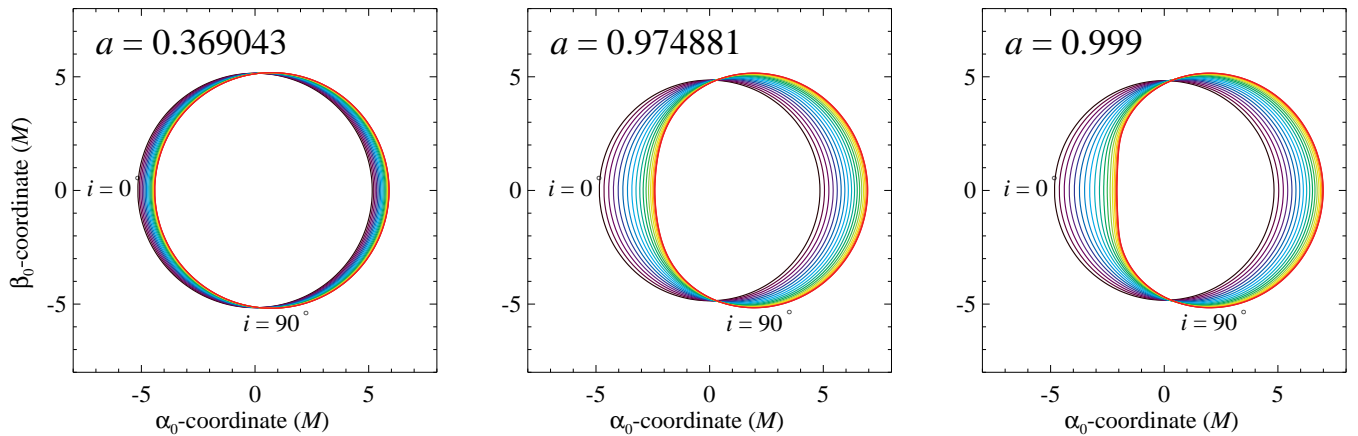 a = 0.369043
5
0
-5
i = 0°
i = 90°
-5 0 5
α₀-coordinate (M)
β₀-coordinate (M)
a = 0.974881
5
0
-5
i = 0°
i = 90°
-5 0 5
α₀-coordinate (M)
a = 0.999
5
0
-5
i = 0°
i = 90°
-5 0 5
α₀-coordinate (M)